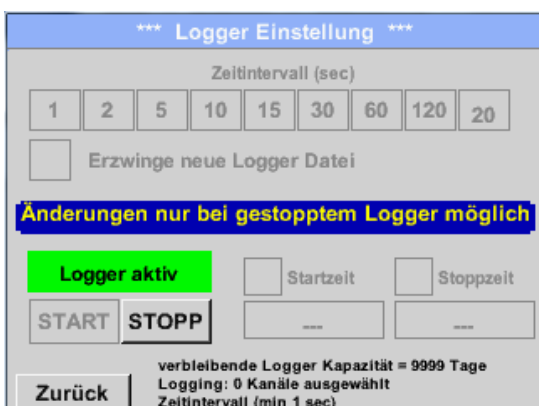 *** Logger Einstellung ***
Zeitintervall (sec)
1 2 5 10 15 30 60 120 20
Erzwinge neue Logger Datei
Änderungen nur bei gestopptem Logger möglich
Logger aktiv
Startzeit
Stoppzeit
START STOPP --- ---
verbleibende Logger Kapazität = 9999 Tage
Logging: 0 Kanäle ausgewählt
Zeitintervall (min 1 sec)
Zurück